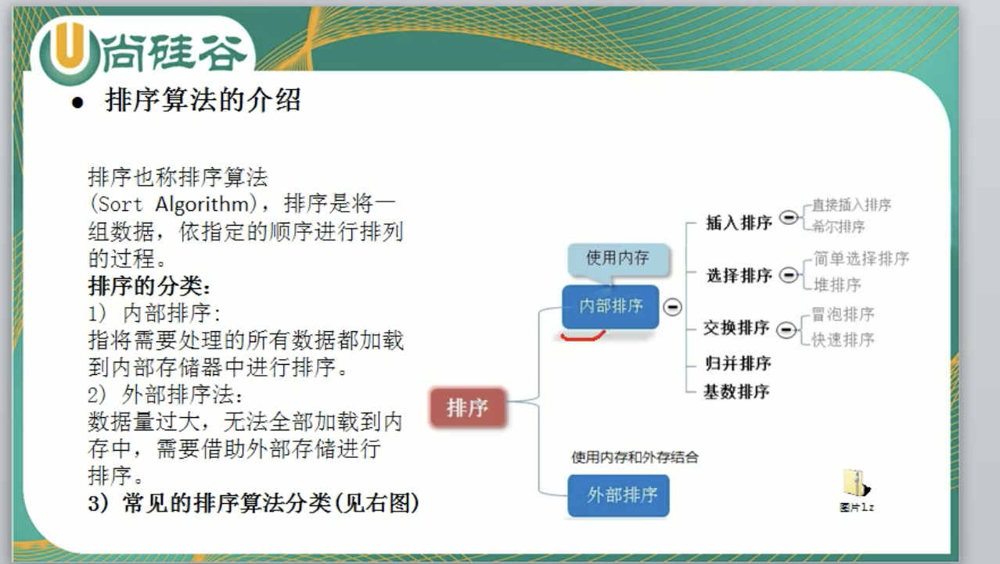 尚硅谷
● 排序算法的介绍
排序也称排序算法
(Sort Algorithm)，排序是将一
组数据，依指定的顺序进行排列
的过程。
排序的分类：
1) 内部排序:
指将需要处理的所有数据都加载
到内部存储器中进行排序。
2) 外部排序法：
数据量过大，无法全部加载到内
存中，需要借助外部存储进行
排序。
3) 常见的排序算法分类(见右图)
排序
使用内存
内部排序
插入排序
直接插入排序
希尔排序
选择排序
简单选择排序
堆排序
交换排序
冒泡排序
快速排序
归并排序
基数排序
使用内存和外存结合
外部排序
图片1.z